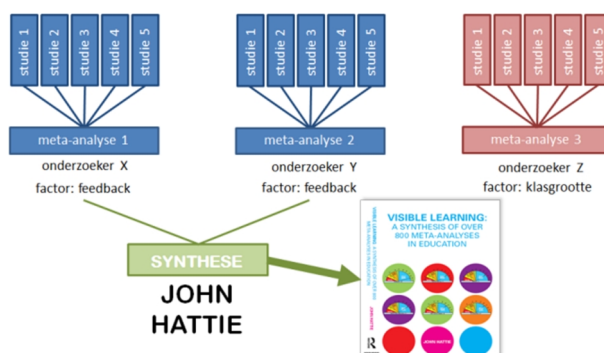 studie 1
studie 2
studie 3
studie 4
studie 5
meta-analyse 1
onderzoeker X
factor: feedback
studie 1
studie 2
studie 3
studie 4
studie 5
meta-analyse 2
onderzoeker Y
factor: feedback
studie 1
studie 2
studie 3
studie 4
studie 5
meta-analyse 3
onderzoeker Z
factor: klasgrootte
SYNTHESE
JOHN
HATTIE
VISIBLE LEARNING:
A SYNTHESIS OF OVER
800 META-ANALYSES
IN EDUCATION
JOHN HATTIE